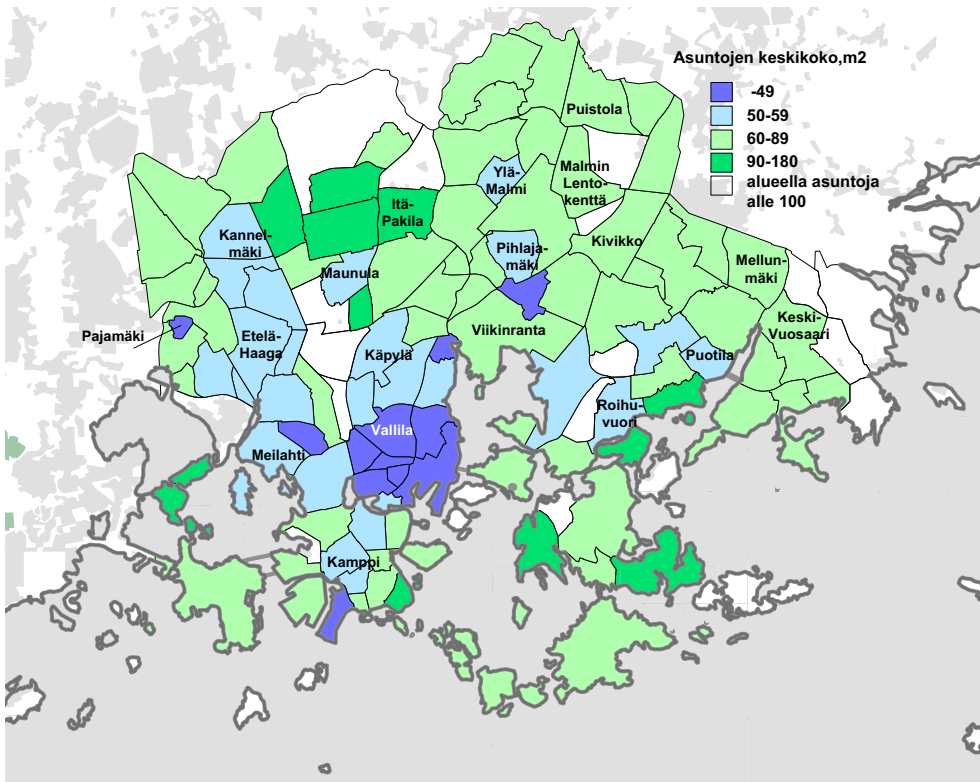 Asuntojen keskikoko,m2
-49
50-59
60-89
90-180
alueella asuntoja
alle 100
Puistola
Ylä-
Malmi
Malmin
Lento-
kenttä
Itä-
Pakila
Kannel-
mäki
Maunula
Pihlaja-
mäki
Kivikko
Mellun-
mäki
Pajamäki
Etelä-
Haaga
Käpylä
Viikinranta
Keski-
Vuosaari
Puotila
Roihu-
vuori
Vallila
Meilahti
Kamppi